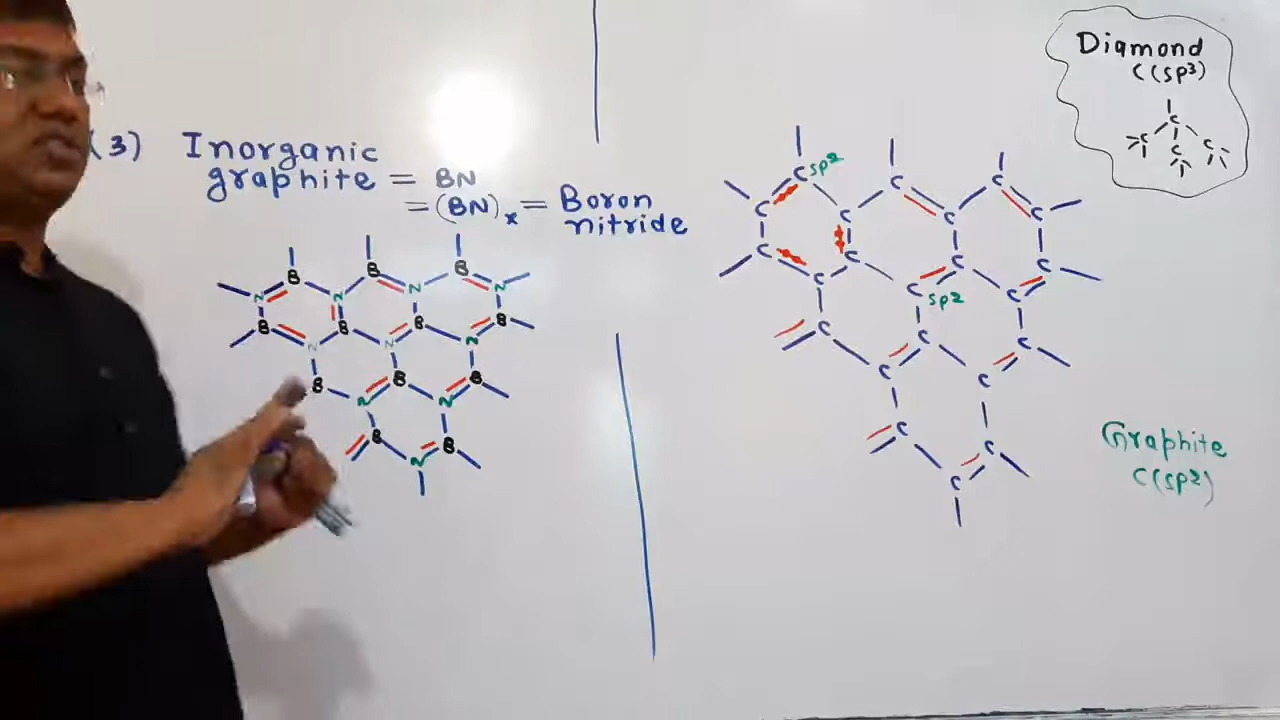 (3) Inorganic
graphite = BN
=(BN)x = Boron
nitride
B B B
N N N N
B B B B
N N N
B B B
N N
B B
N
Diamond
C(sp3)
C
C C C
C sp2 C C
C C C C
C C C C
C C sp2 C
C C C
C C
C C
C
Graphite
C(sp2)